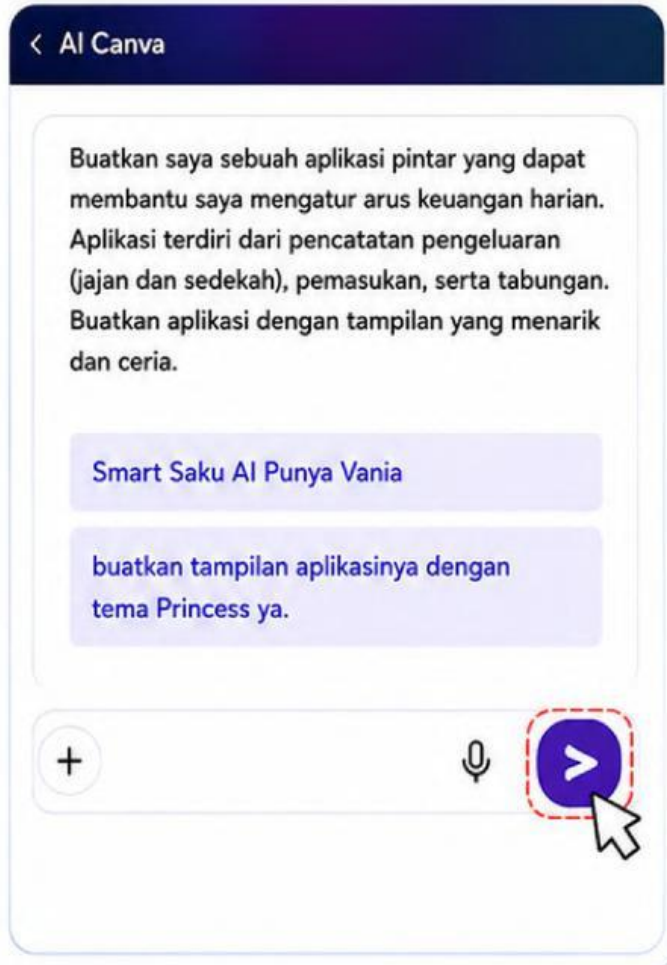 AI Canva
Buatkan saya sebuah aplikasi pintar yang dapat
membantu saya mengatur arus keuangan harian.
Aplikasi terdiri dari pencatatan pengeluaran
(jajan dan sedekah), pemasukan, serta tabungan.
Buatkan aplikasi dengan tampilan yang menarik
dan ceria.
Smart Saku AI Punya Vania
buatkan tampilan aplikasinya dengan
tema Princess ya.